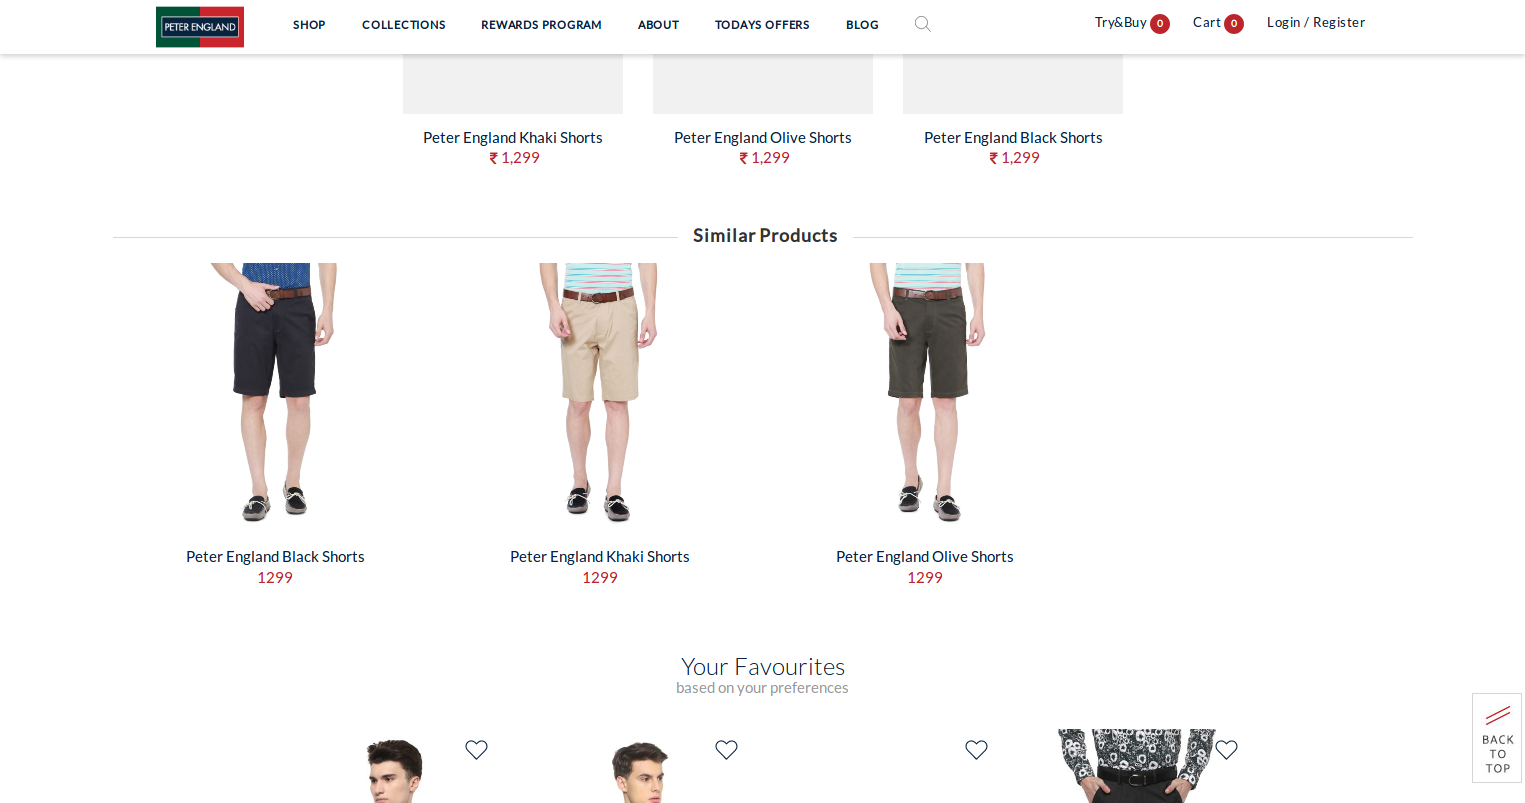 PETER ENGLAND
SHOP COLLECTIONS REWARDS PROGRAM ABOUT TODAYS OFFERS BLOG
Try&Buy 0 Cart 0 Login / Register
Peter England Khaki Shorts
₹ 1,299
Peter England Olive Shorts
₹ 1,299
Peter England Black Shorts
₹ 1,299
Similar Products
Peter England Black Shorts
1299
Peter England Khaki Shorts
1299
Peter England Olive Shorts
1299
Your Favourites
based on your preferences
BACK
TO
TOP